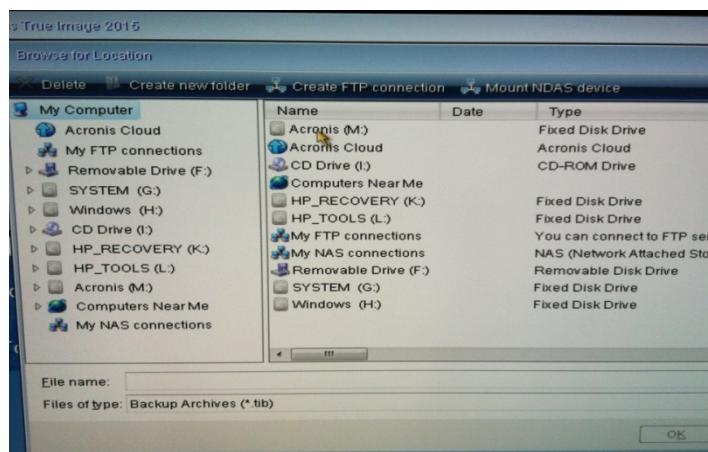 s True Image 2015
Browse for Location
Delete Create new folder Create FTP connection Mount NDAS device
My Computer
Acronis Cloud
My FTP connections
Removable Drive (F:)
SYSTEM (G:)
Windows (H:)
CD Drive (I:)
HP_RECOVERY (K:)
HP_TOOLS (L:)
Acronis (M:)
Computers Near Me
My NAS connections
Name Date Type
Acronis (M:) Fixed Disk Drive
Acronis Cloud Acronis Cloud
CD Drive (I:) CD-ROM Drive
Computers Near Me
HP_RECOVERY (K:) Fixed Disk Drive
HP_TOOLS (L:) Fixed Disk Drive
My FTP connections You can connect to FTP ser
My NAS connections NAS (Network Attached Sto
Removable Drive (F:) Removable Disk Drive
SYSTEM (G:) Fixed Disk Drive
Windows (H:) Fixed Disk Drive
File name:
Files of type: Backup Archives (*.tib)
OK